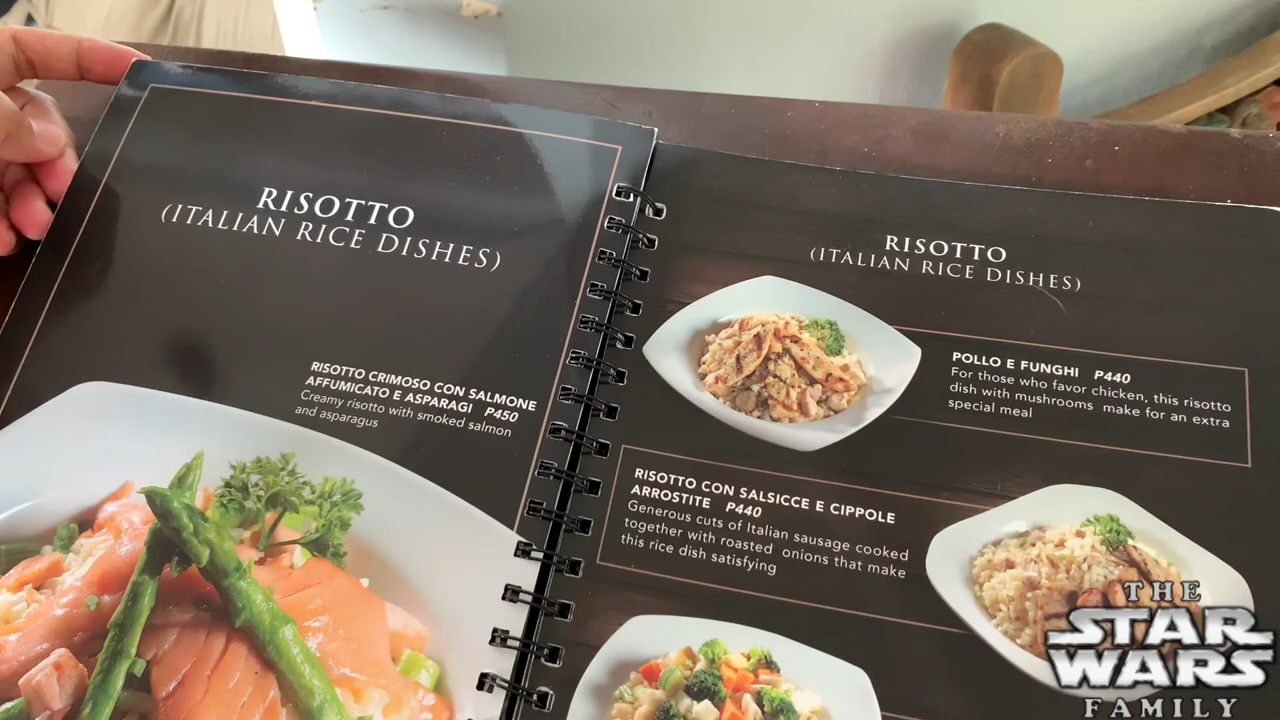 RISOTTO
(ITALIAN RICE DISHES)
RISOTTO CRIMOSO CON SALMONE
AFFUMICATO E ASPARAGI P450
Creamy risotto with smoked salmon
and asparagus
RISOTTO
(ITALIAN RICE DISHES)
POLLO E FUNGHI P440
For those who favor chicken, this risotto
dish with mushrooms make for an extra
special meal
RISOTTO CON SALSICCE E CIPPOLE
ARROSTITE P440
Generous cuts of Italian sausage cooked
together with roasted onions that make
this rice dish satisfying
THE
STAR
WARS
FAMILY